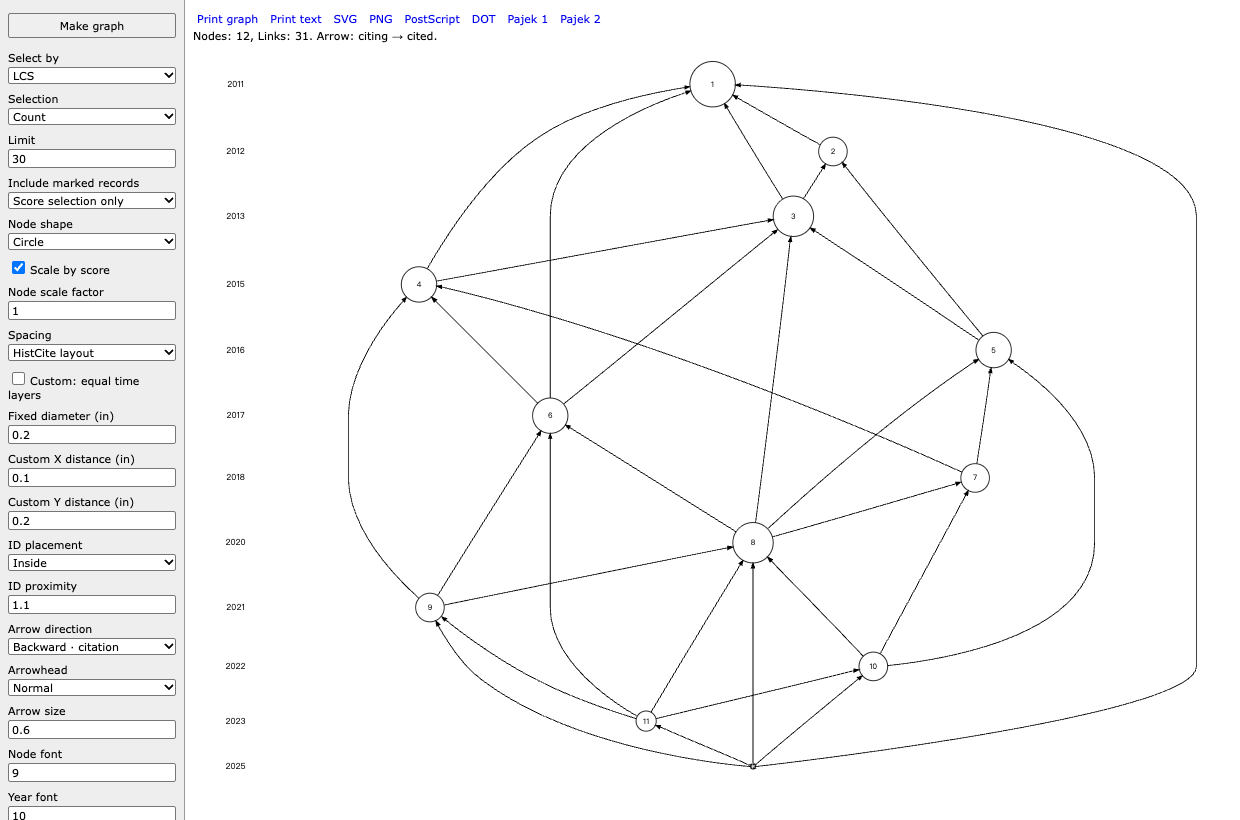 Make graph
Select by
LCS
Selection
Count
Limit
30
Include marked records
Score selection only
Node shape
Circle
Scale by score
Node scale factor
1
Spacing
HistCite layout
Custom: equal time
layers
Fixed diameter (in)
0.2
Custom X distance (in)
0.1
Custom Y distance (in)
0.2
ID placement
Inside
ID proximity
1.1
Arrow direction
Backward · citation
Arrowhead
Normal
Arrow size
0.6
Node font
9
Year font
10
Print graph Print text SVG PNG PostScript DOT Pajek 1 Pajek 2
Nodes: 12, Links: 31. Arrow: citing → cited.
2011 1
2012 2
2013 3
2015 4
2016 5
2017 6
2018 7
2020 8
2021 9
2022 10
2023 11
2025